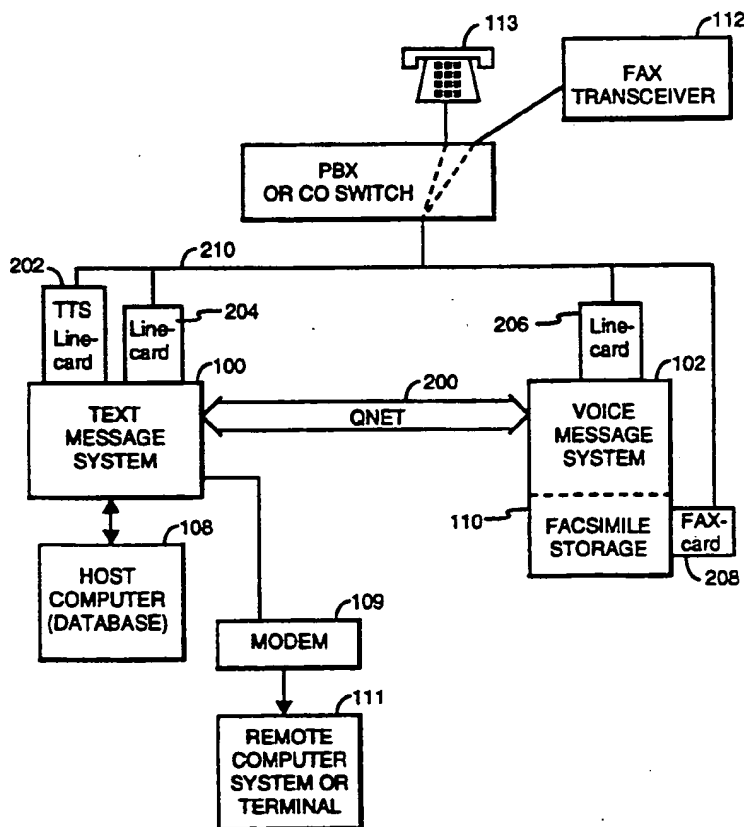 113
112
FAX
TRANSCEIVER
PBX
OR CO SWITCH
210
202
TTS
Line-
card
204
Line-
card
206
Line-
card
100
200
102
TEXT
MESSAGE
SYSTEM
QNET
VOICE
MESSAGE
SYSTEM
110
FACSIMILE
STORAGE
FAX-
card
208
108
HOST
COMPUTER
(DATABASE)
109
MODEM
111
REMOTE
COMPUTER
SYSTEM OR
TERMINAL